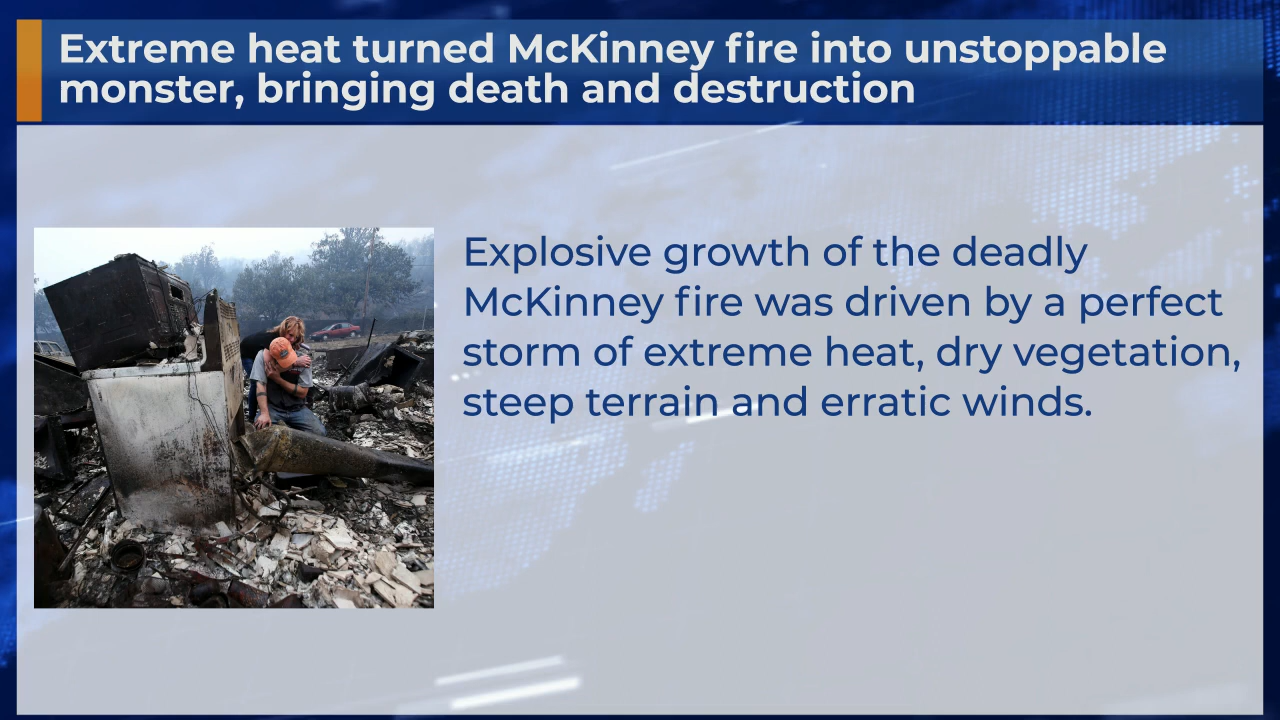 Extreme heat turned McKinney fire into unstoppable
monster, bringing death and destruction
Explosive growth of the deadly
McKinney fire was driven by a perfect
storm of extreme heat, dry vegetation,
steep terrain and erratic winds.